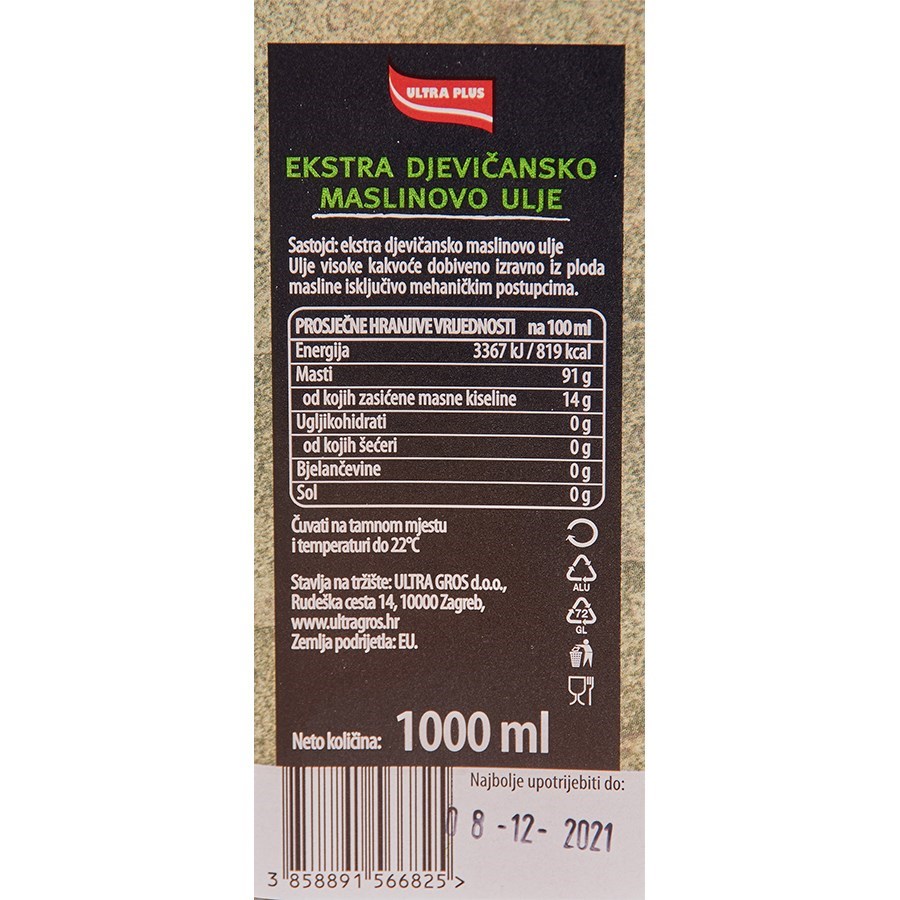 ULTRA PLUS
EKSTRA DJEVIČANSKO
MASLINOVO ULJE
Sastojci: ekstra djevičansko maslinovo ulje
Ulje visoke kakvoće dobiveno izravno iz ploda
masline isključivo mehaničkim postupcima.
PROSJEČNE HRANJIVE VRIJEDNOSTI na 100 ml
Energija 3367 kJ / 819 kcal
Masti 91 g
od kojih zasićene masne kiseline 14 g
Ugljikohidrati 0 g
od kojih šećeri 0 g
Bjelančevine 0 g
Sol 0 g
Čuvati na tamnom mjestu
i temperaturi do 22°C
Stavlja na tržište: ULTRA GROS d.o.o.,
Rudeška cesta 14, 10000 Zagreb,
www.ultragros.hr
Zemlja podrijetla: EU.
ALU
72
GL
Neto količina: 1000 ml
Najbolje upotrijebiti do:
08-12-2021
3 858891 566825 >